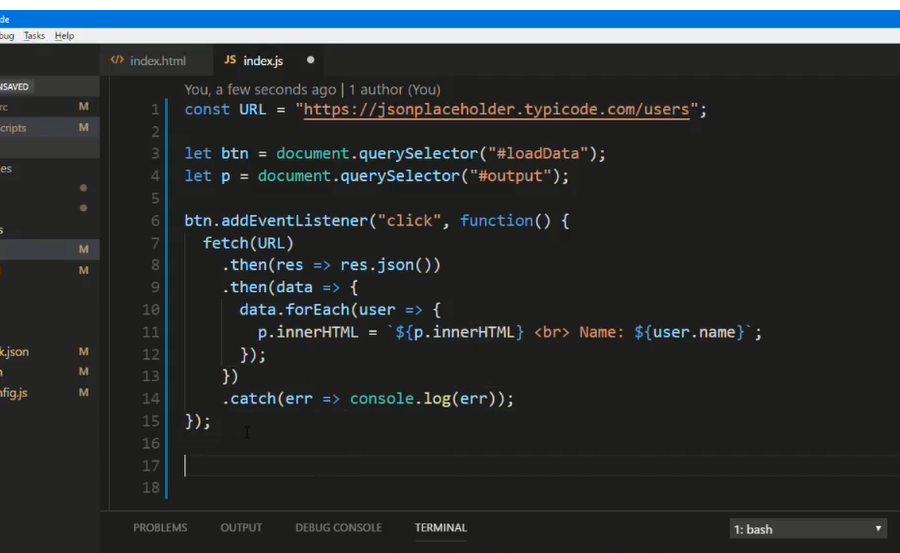 de
bug Tasks Help
index.html
JS index.js
NSAVED
You, a few seconds ago | 1 author (You)
rc M
1 const URL = "https://jsonplaceholder.typicode.com/users";
cripts M
2
3 let btn = document.querySelector("#loadData");
es
4 let p = document.querySelector("#output");
5
6 btn.addEventListener("click", function() {
s
7 fetch(URL)
M
8 .then(res => res.json())
M
9 .then(data => {
10 data.forEach(user => {
11 p.innerHTML = `${p.innerHTML} <br> Name: ${user.name}`;
k.json M
12 });
n M
13 })
nfig.js M
14 .catch(err => console.log(err));
15 });
16
17
18
PROBLEMS OUTPUT DEBUG CONSOLE TERMINAL 1: bash